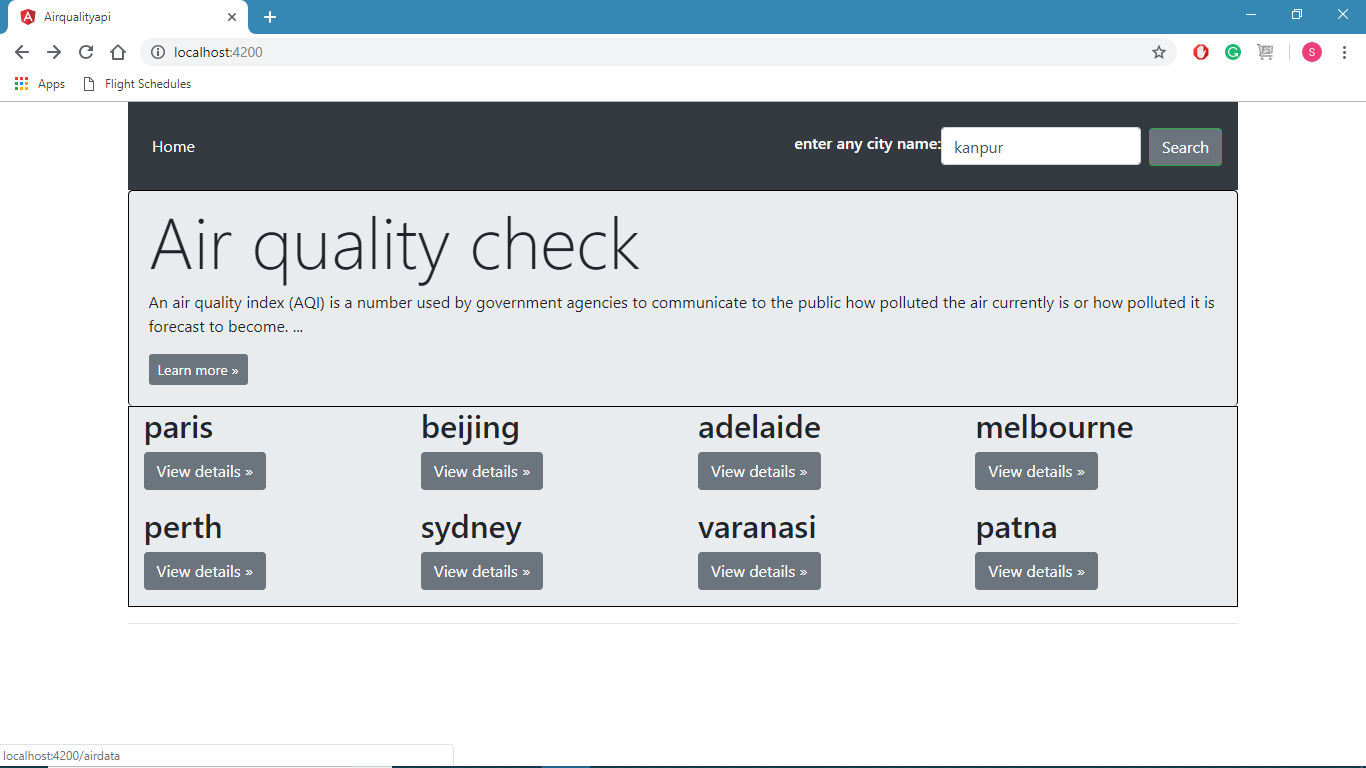 Airqualityapi
localhost:4200
S
Apps Flight Schedules
Home enter any city name: kanpur Search
Air quality check
An air quality index (AQI) is a number used by government agencies to communicate to the public how polluted the air currently is or how polluted it is
forecast to become. ...
Learn more »
paris beijing adelaide melbourne
View details » View details » View details » View details »
perth sydney varanasi patna
View details » View details » View details » View details »
localhost:4200/airdata